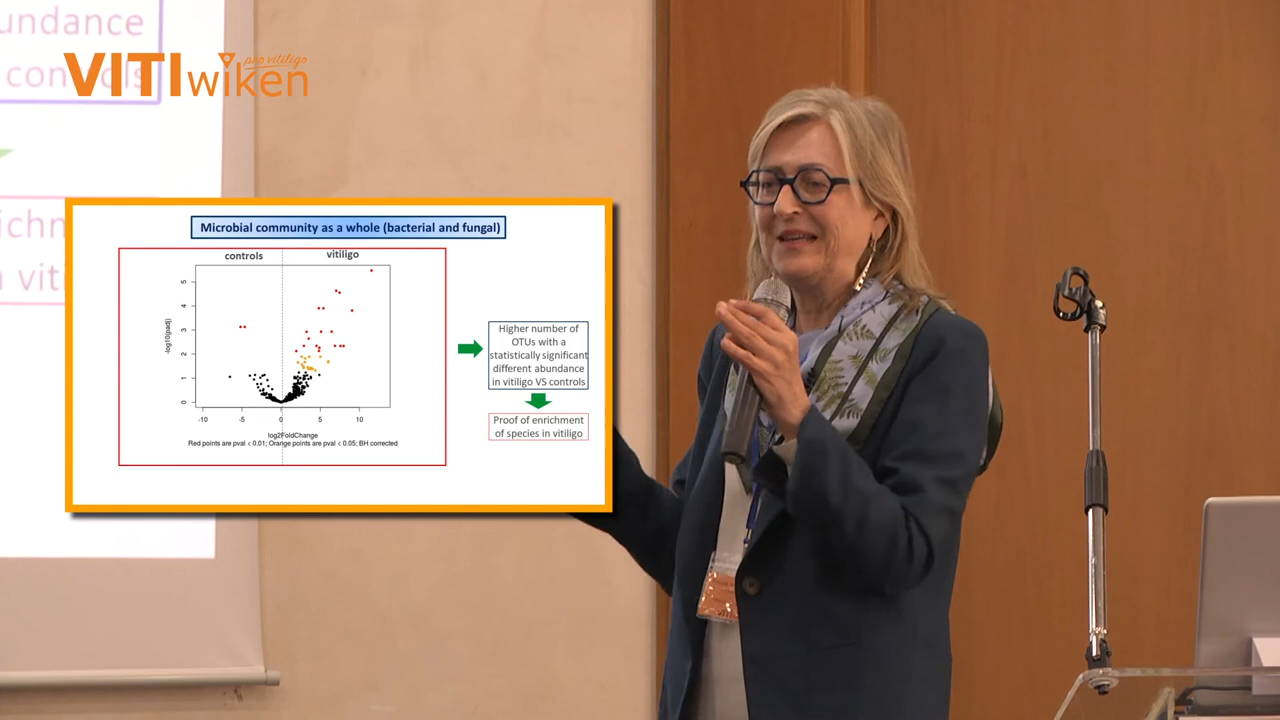 undance
controls
VITIwiken
pro vitiligo
Microbial community as a whole (bacterial and fungal)
controls
vitiligo
-log10(padj)
5
4
3
2
1
0
-10
-5
0
5
10
log2FoldChange
Red points are pval < 0.01; Orange points are pval < 0.05; BH corrected
Higher number of
OTUs with a
statistically significant
different abundance
in vitiligo VS controls
Proof of enrichment
of species in vitiligo
ichn
viti